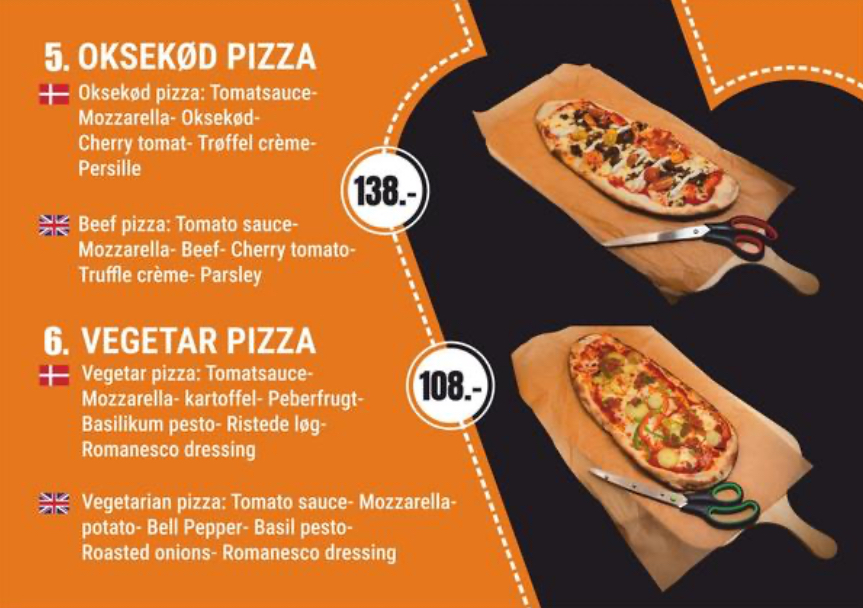 5. OKSEKØD PIZZA
Oksekød pizza: Tomatsauce-
Mozzarella- Oksekød-
Cherry tomat- Trøffel crème-
Persille
138.-
Beef pizza: Tomato sauce-
Mozzarella- Beef- Cherry tomato-
Truffle crème- Parsley
6. VEGETAR PIZZA
Vegetar pizza: Tomatsauce-
Mozzarella- kartoffel- Peberfrugt-
Basilikum pesto- Ristede løg-
Romanesco dressing
108.-
Vegetarian pizza: Tomato sauce- Mozzarella-
potato- Bell Pepper- Basil pesto-
Roasted onions- Romanesco dressing